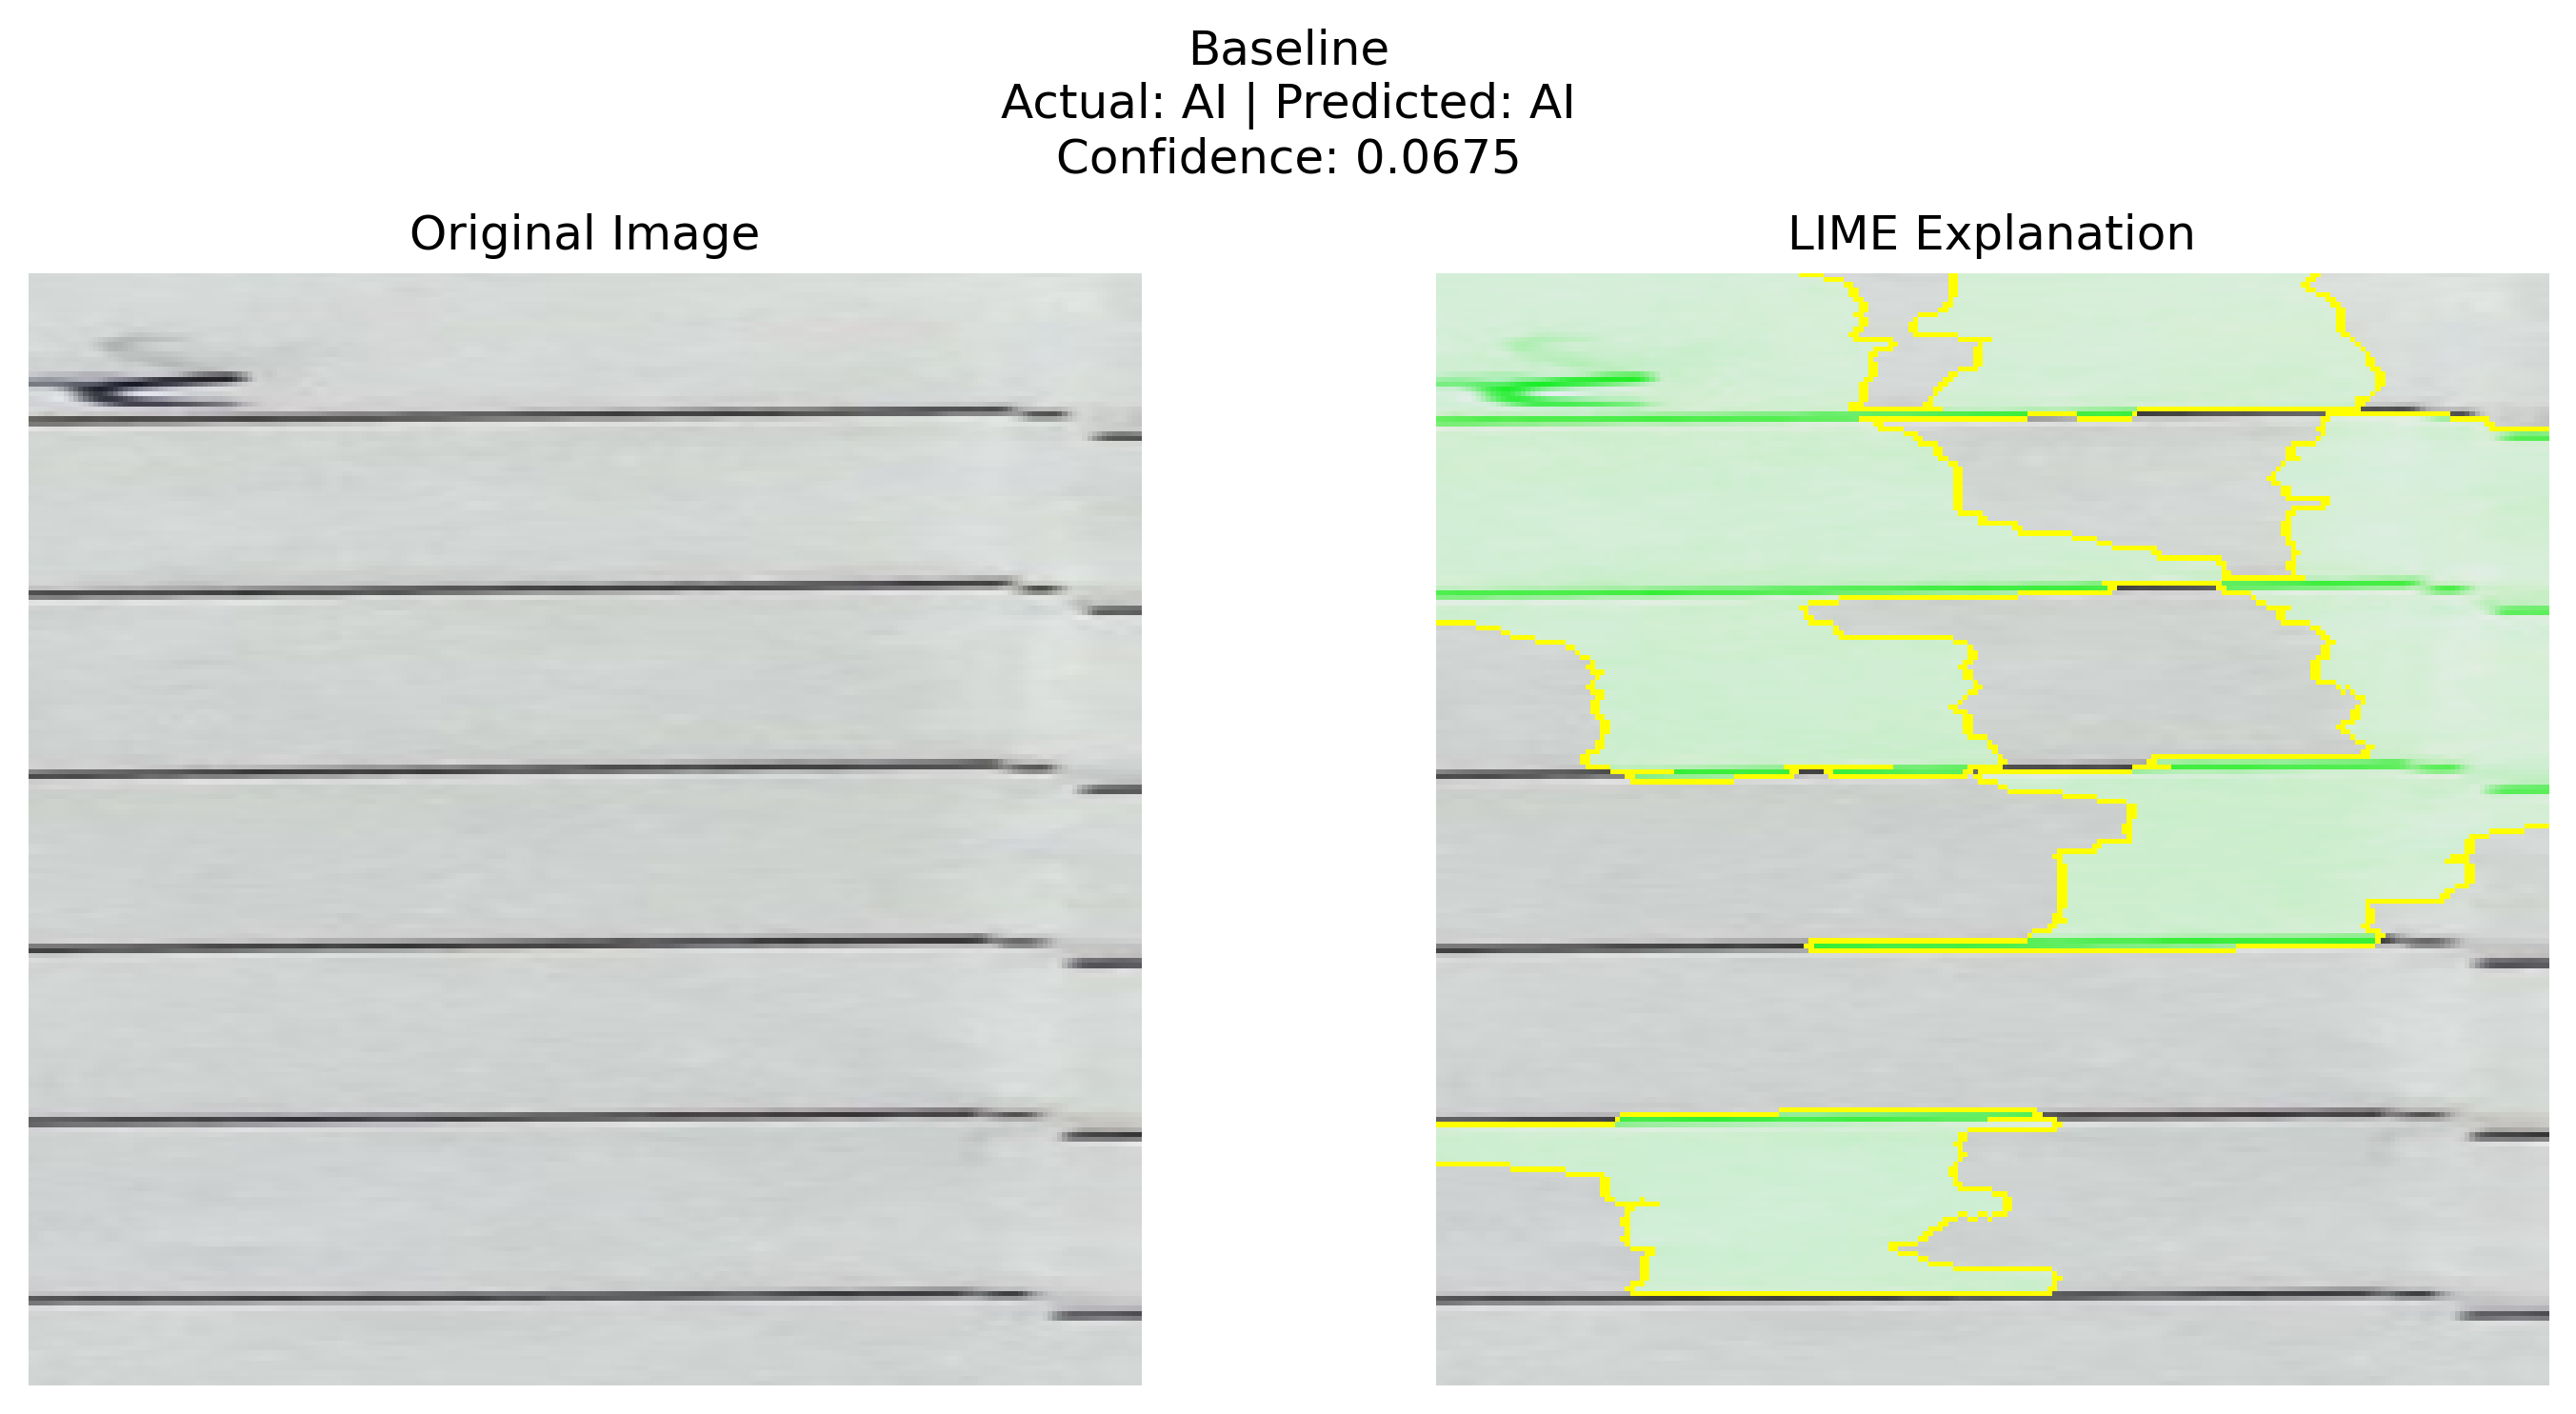 Baseline
Actual: AI | Predicted: AI
Confidence: 0.0675
Original Image
LIME Explanation